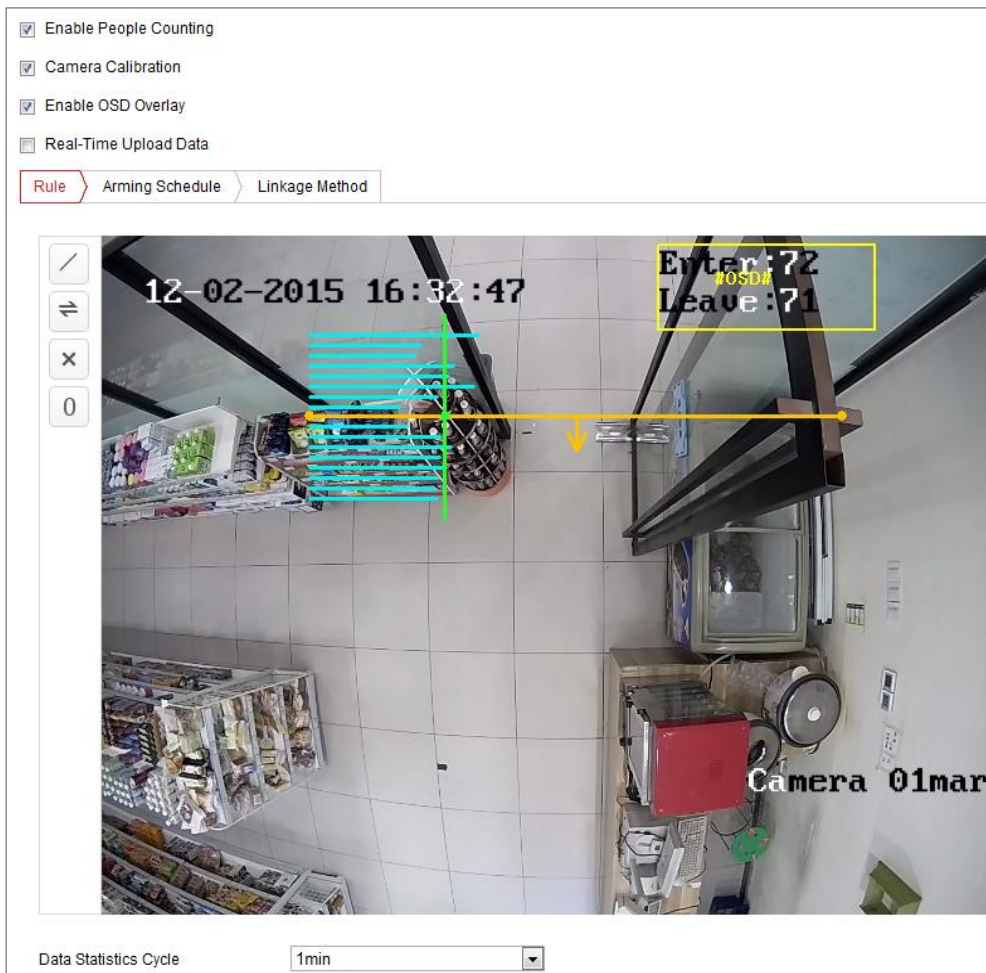 Enable People Counting
Camera Calibration
Enable OSD Overlay
Real-Time Upload Data
Rule Arming Schedule Linkage Method
12-02-2015 16:32:47
Enter:72
#OSD#
Leave:71
0
Camera 01mar
Data Statistics Cycle 1min